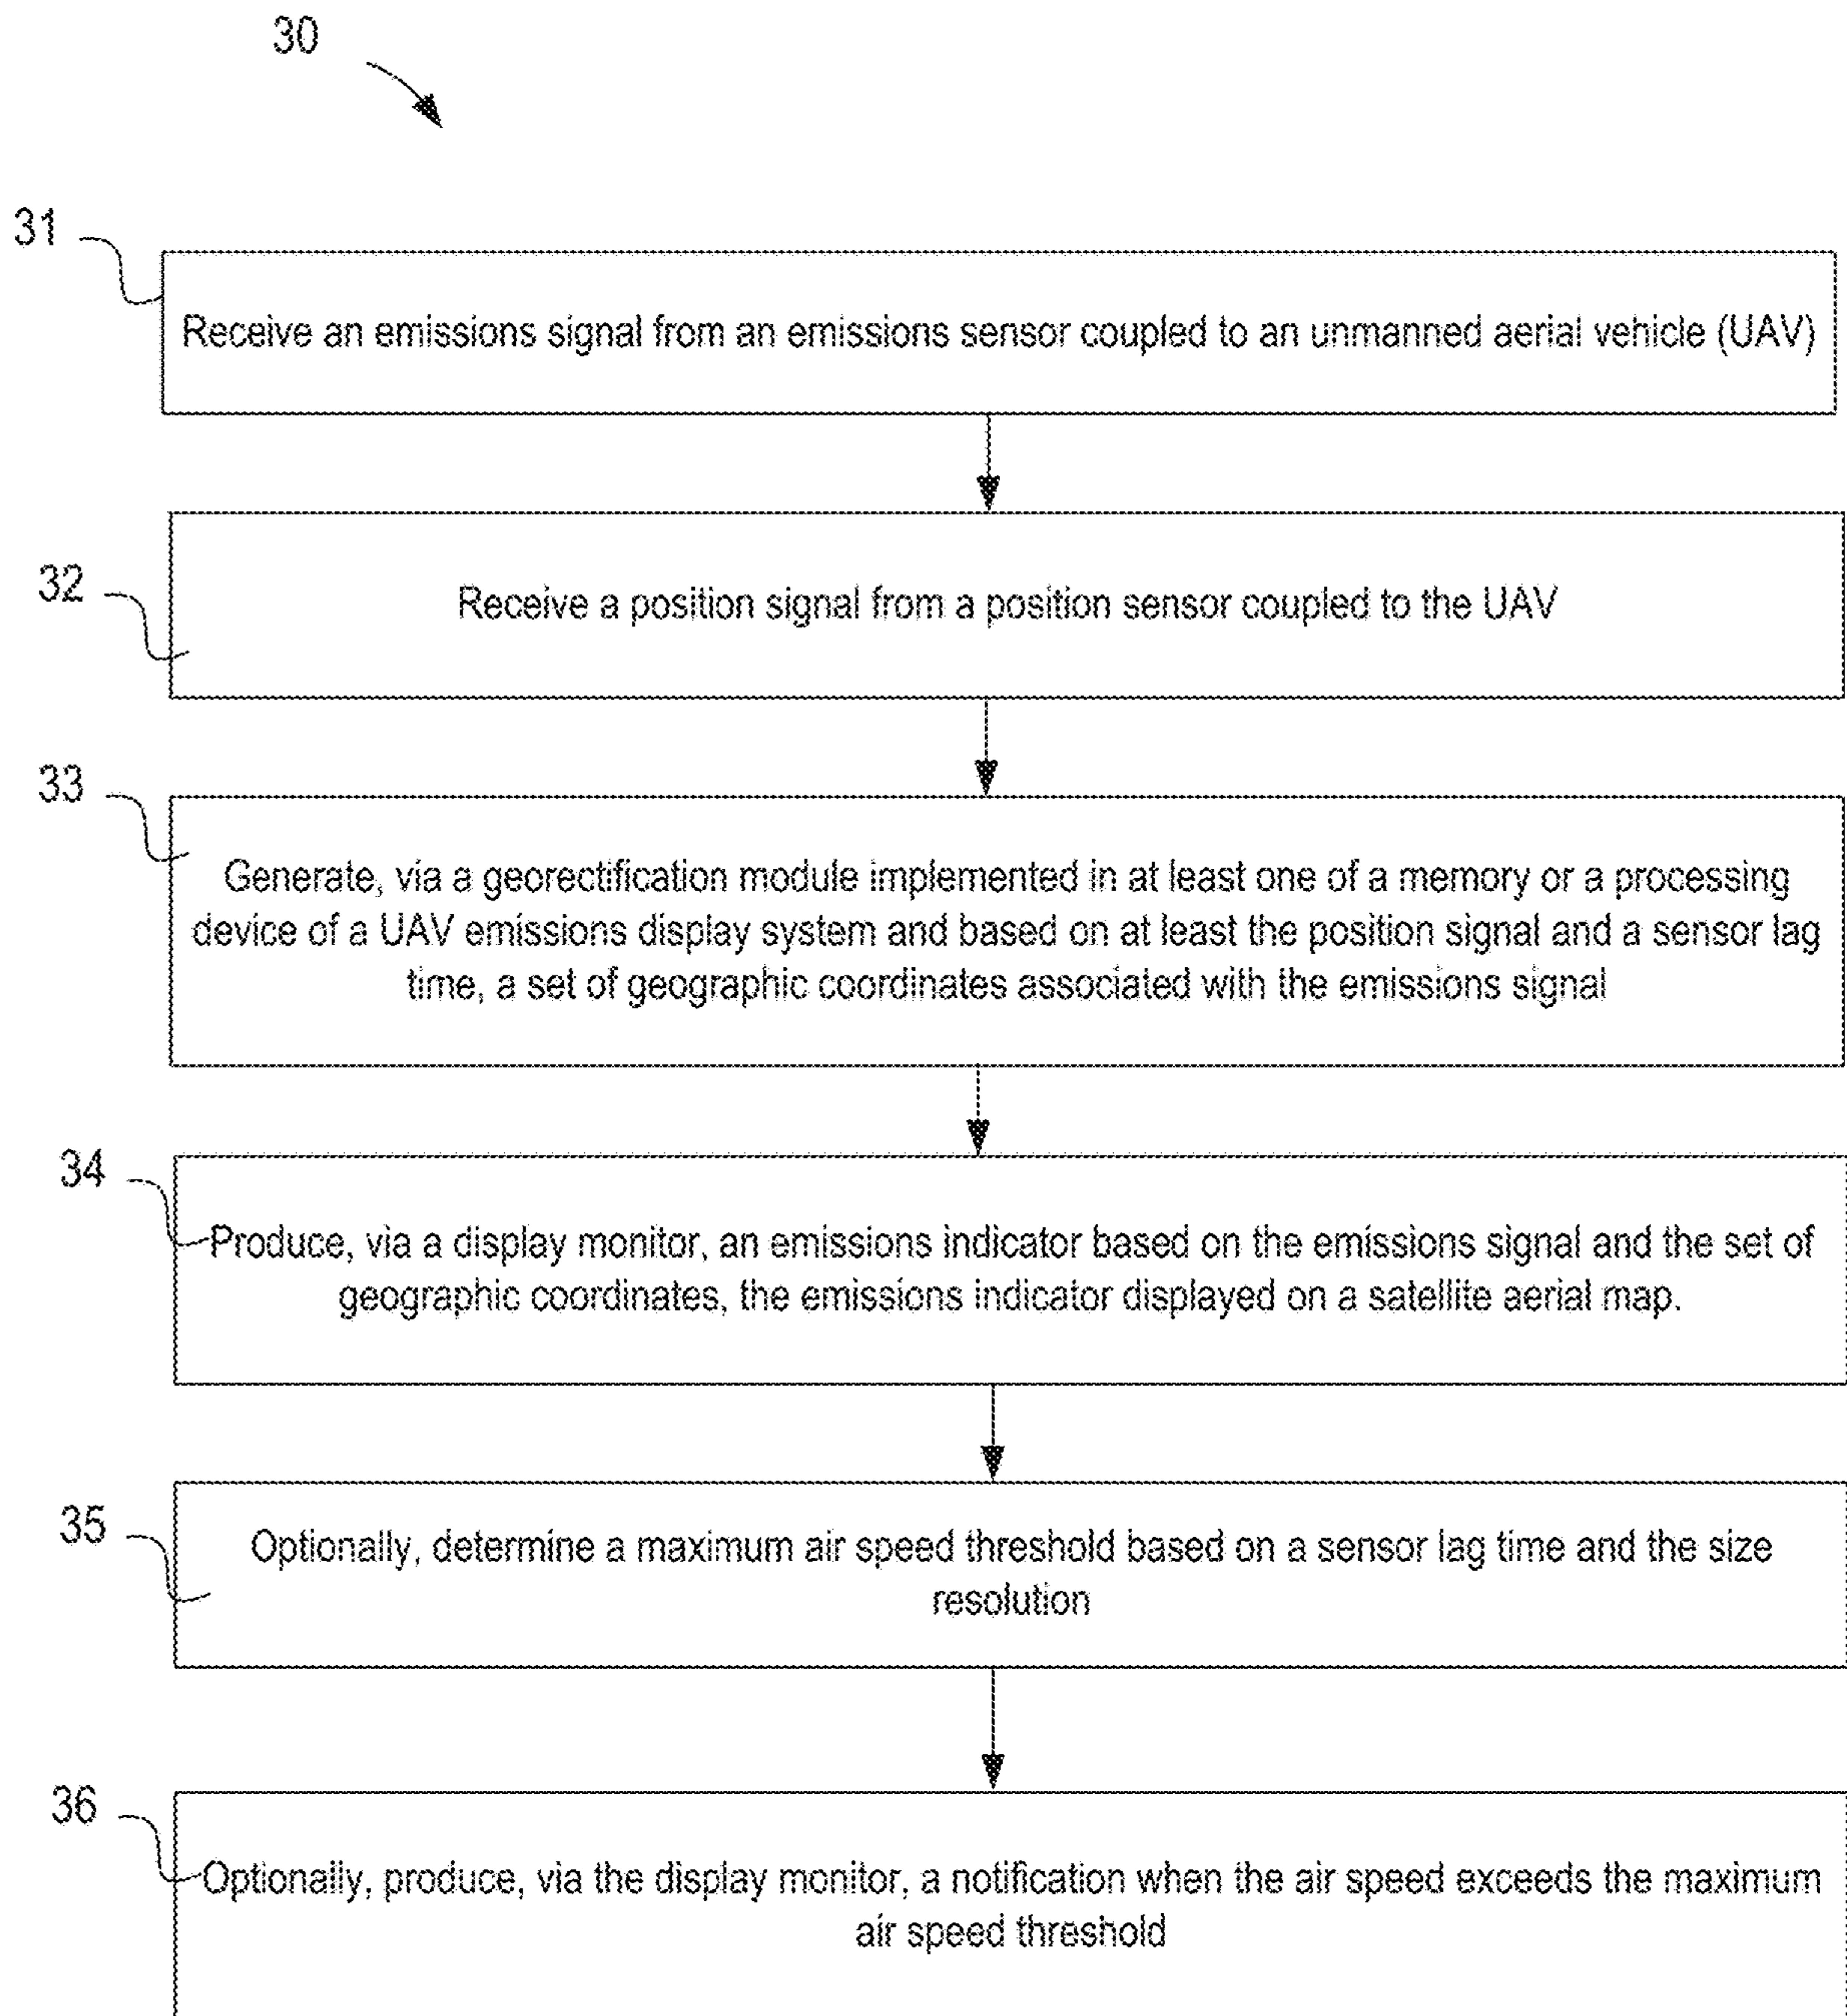 30
31
Receive an emissions signal from an emissions sensor coupled to an unmanned aerial vehicle (UAV)
32
Receive a position signal from a position sensor coupled to the UAV
33
Generate, via a georectification module implemented in at least one of a memory or a processing
device of a UAV emissions display system and based on at least the position signal and a sensor lag
time, a set of geographic coordinates associated with the emissions signal
34
Produce, via a display monitor, an emissions indicator based on the emissions signal and the set of
geographic coordinates, the emissions indicator displayed on a satellite aerial map.
35
Optionally, determine a maximum air speed threshold based on a sensor lag time and the size
resolution
36
Optionally, produce, via the display monitor, a notification when the air speed exceeds the maximum
air speed threshold